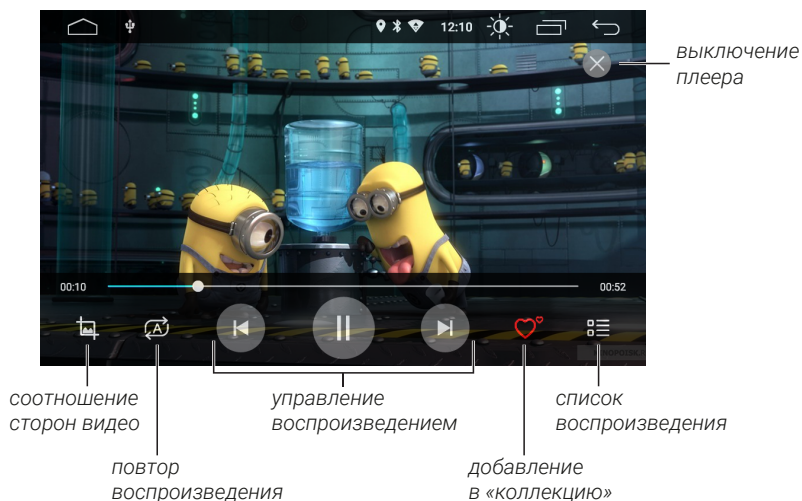 12:10
выключение
плеера
00:10
00:52
A
соотношение
сторон видео
управление
воспроизведением
список
воспроизведения
повтор
воспроизведения
добавление
в «коллекцию»